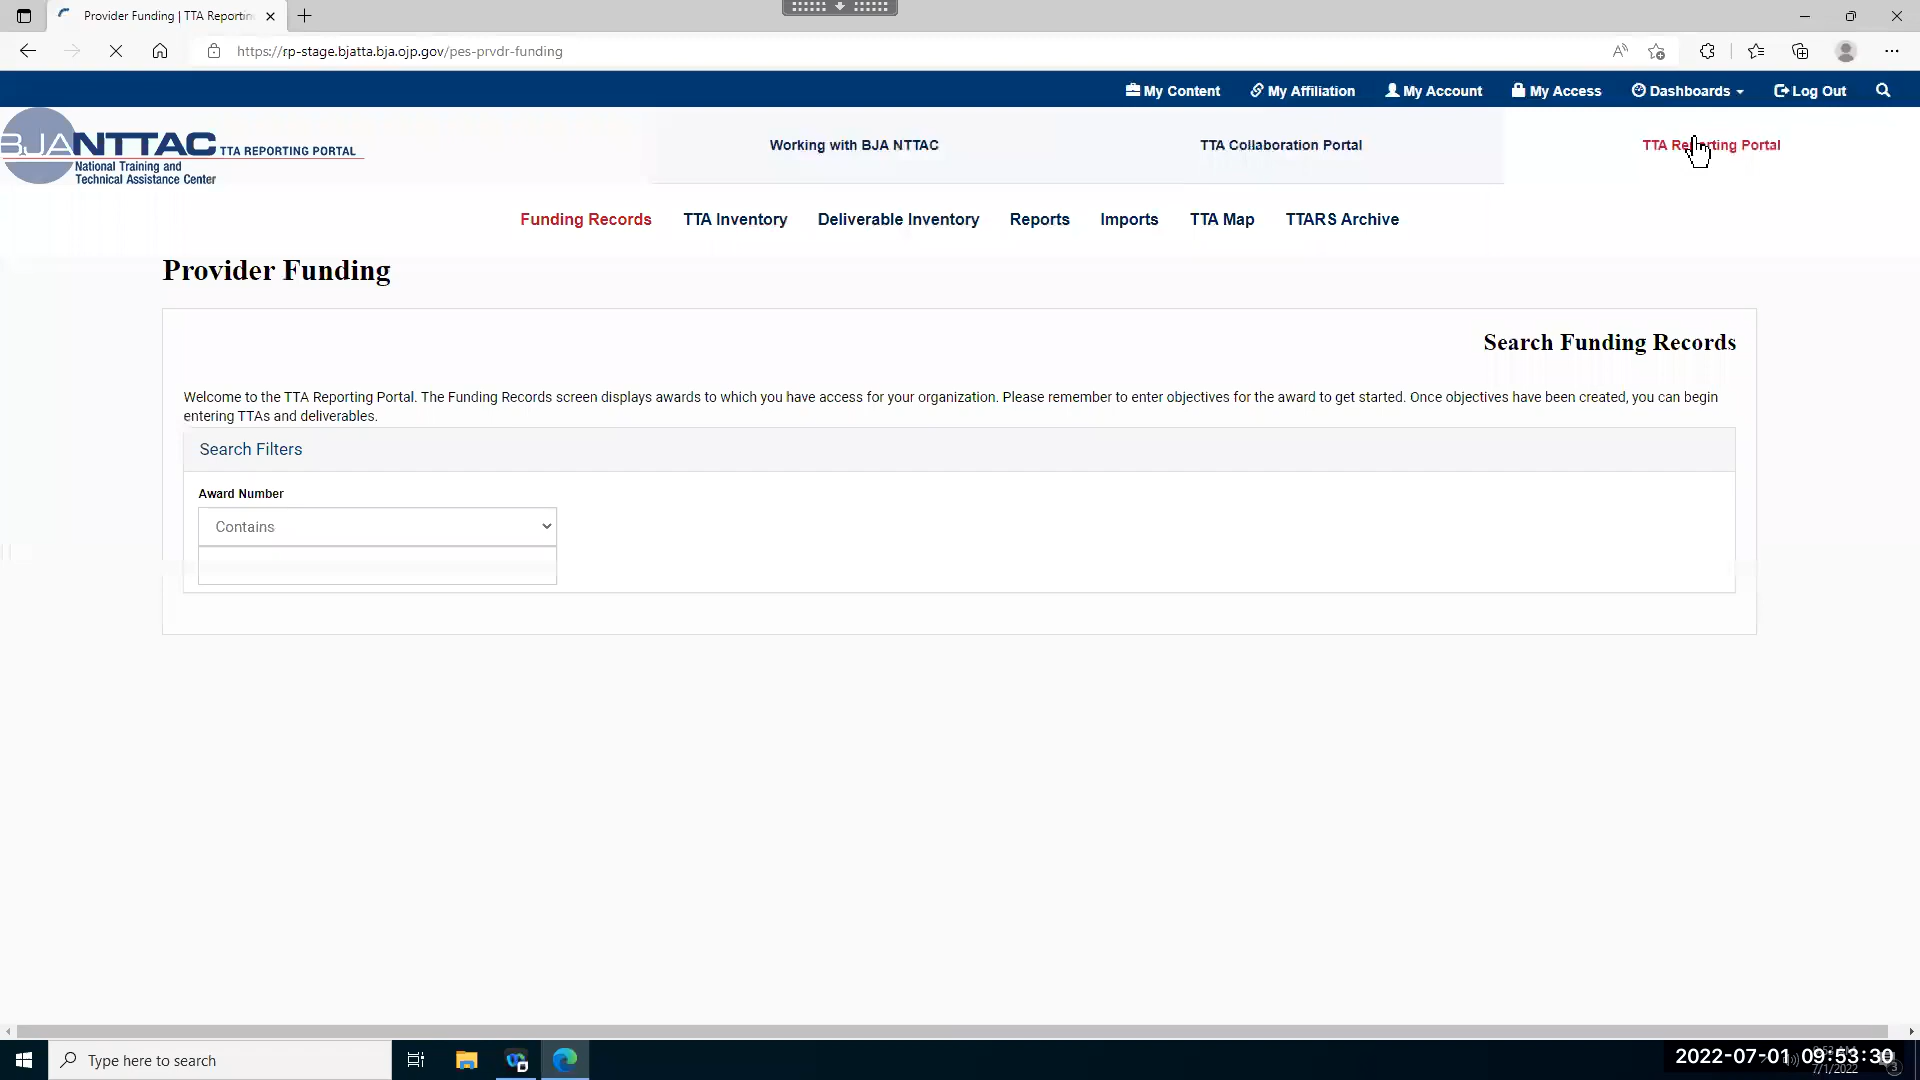 Provider Funding | TTA Reportin
https://rp-stage.bjatta.bja.ojp.gov/pes-prvdr-funding
My Content My Affiliation My Account My Access Dashboards Log Out
BJANTTAC TTA REPORTING PORTAL
National Training and
Technical Assistance Center
Working with BJA NTTAC TTA Collaboration Portal TTA Reporting Portal
Funding Records TTA Inventory Deliverable Inventory Reports Imports TTA Map TTARS Archive
Provider Funding
Search Funding Records
Welcome to the TTA Reporting Portal. The Funding Records screen displays awards to which you have access for your organization. Please remember to enter objectives for the award to get started. Once objectives have been created, you can begin
entering TTAs and deliverables.
Search Filters
Award Number
Contains
Type here to search
2022-07-01 09:53:30
7/1/2022
3